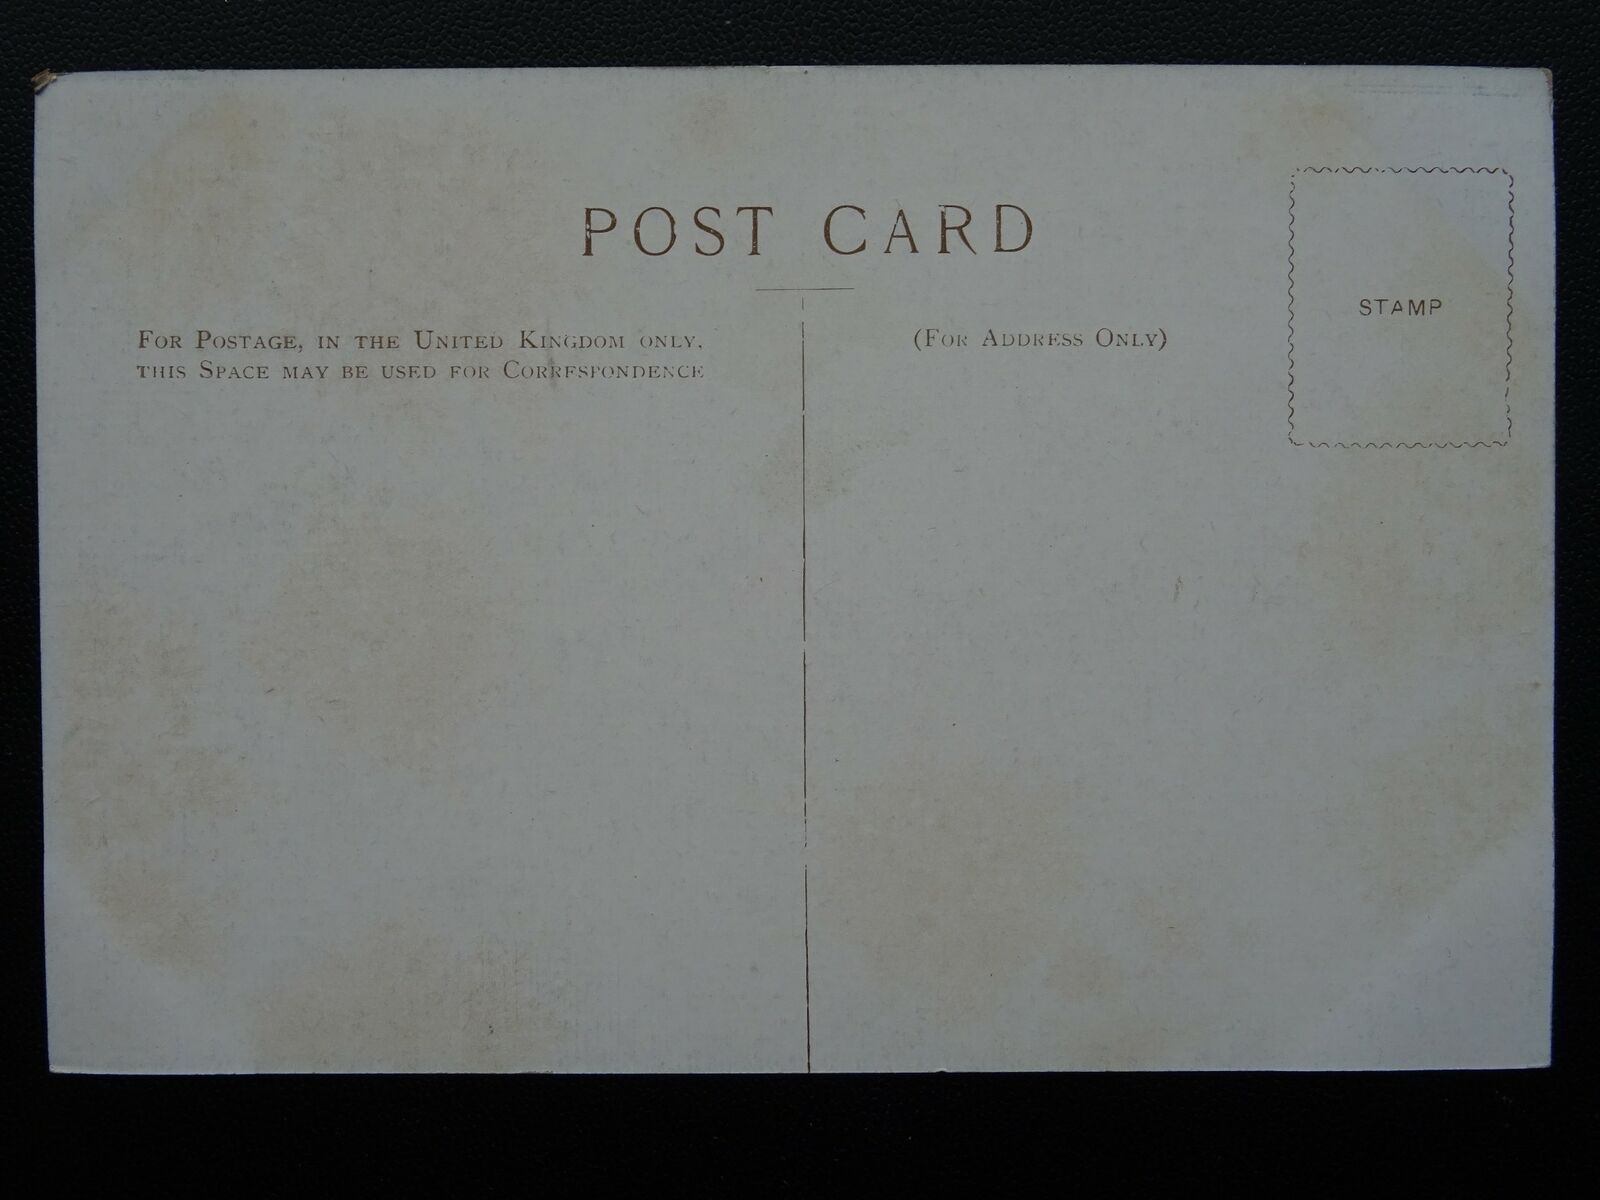 POST CARD
STAMP
For Postage, in the United Kingdom only,
this Space may be used for Correspondence
(For Address Only)